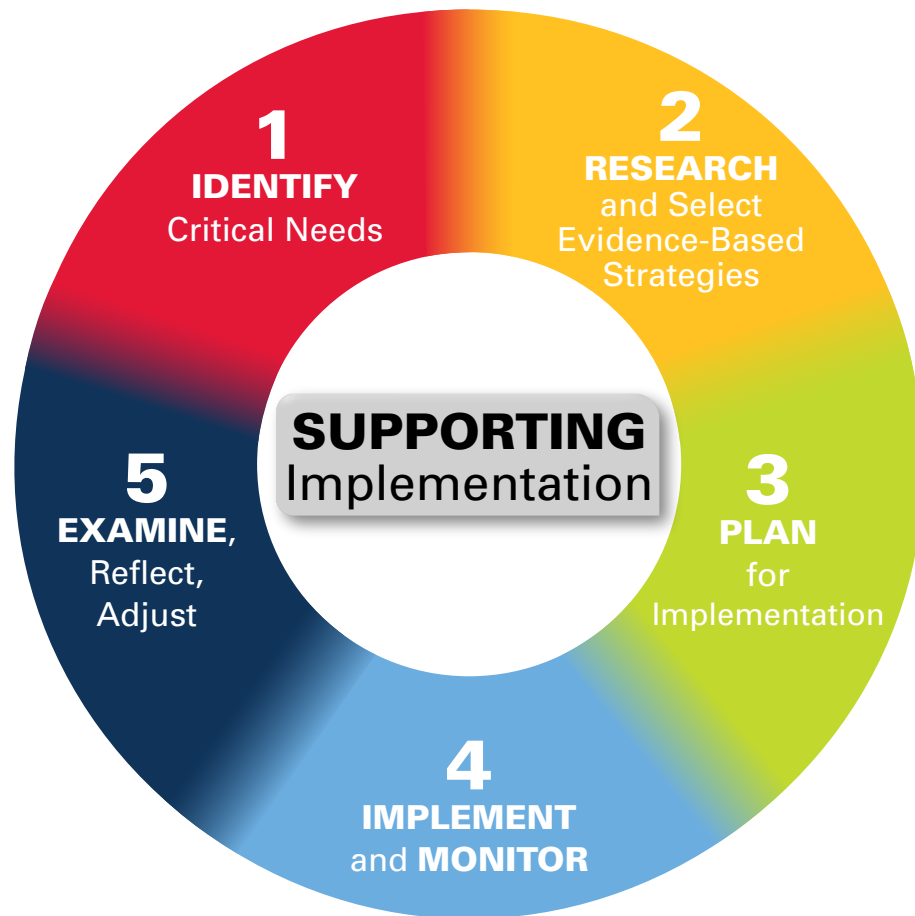 1
IDENTIFY
Critical Needs
2
RESEARCH
and Select
Evidence-Based
Strategies
3
PLAN
for
Implementation
4
IMPLEMENT
and MONITOR
5
EXAMINE,
Reflect,
Adjust
SUPPORTING
Implementation